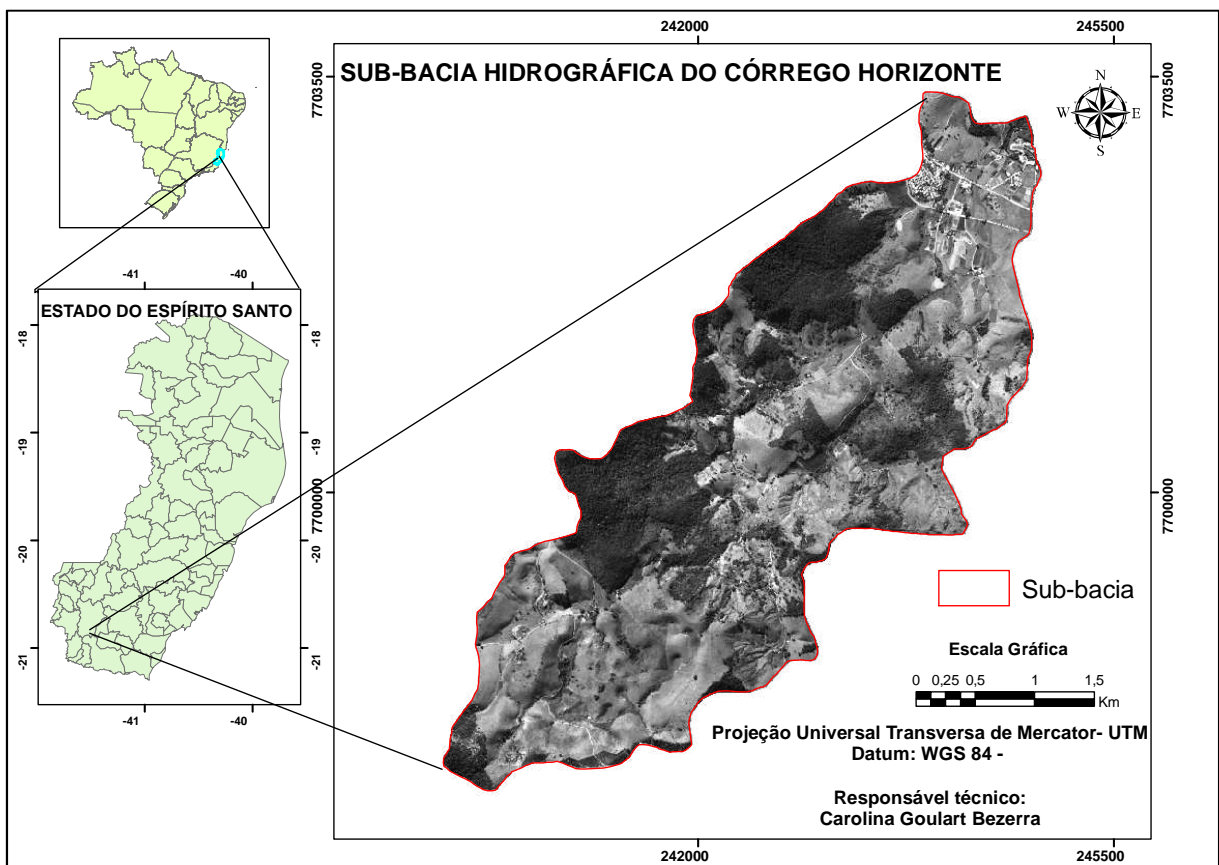 242000
245500
7703500
SUB-BACIA HIDROGRÁFICA DO CÓRREGO HORIZONTE
N
W
E
S
-41
-40
ESTADO DO ESPÍRITO SANTO
-18
-18
-19
-19
7700000
-20
-20
-21
-21
-41
-40
Sub-bacia
Escala Gráfica
0 0,25 0,5 1 1,5
Km
Projeção Universal Transversa de Mercator- UTM
Datum: WGS 84 -
Responsável técnico:
Carolina Goulart Bezerra
242000
245500